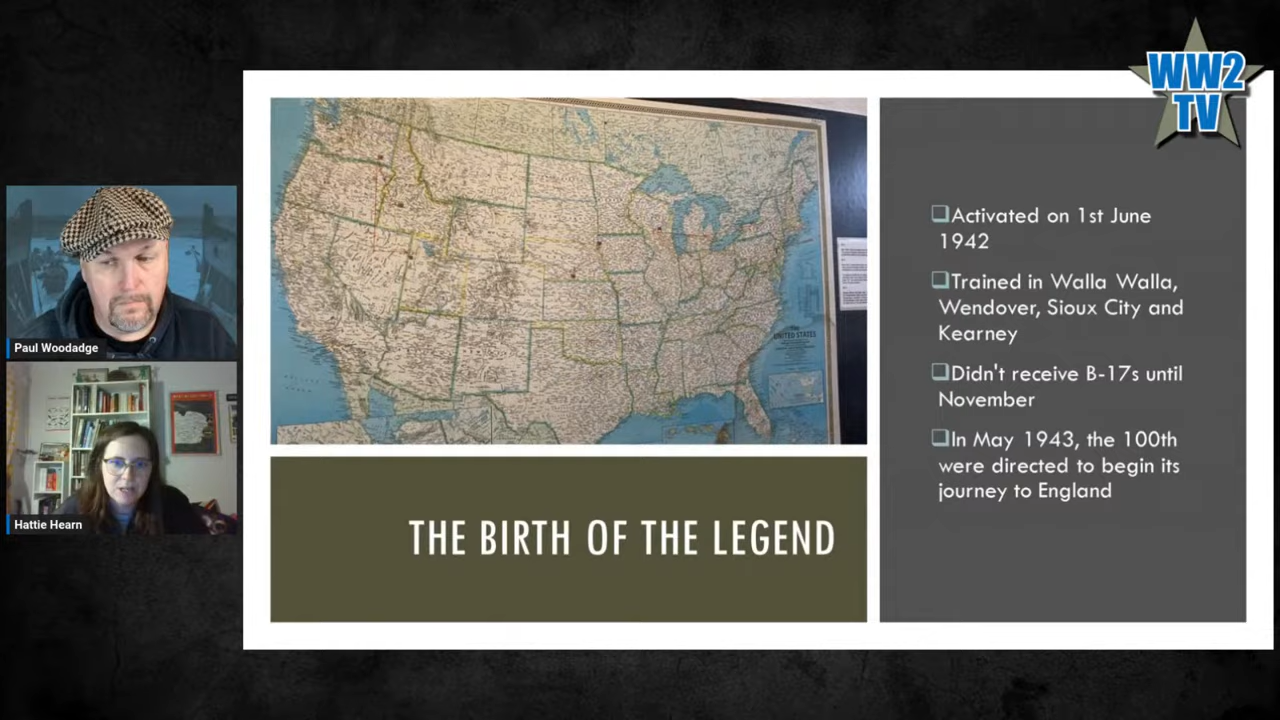 WW2
TV
Activated on 1st June
1942
Trained in Walla Walla,
Wendover, Sioux City and
Kearney
Didn't receive B-17s until
November
In May 1943, the 100th
were directed to begin its
journey to England
THE BIRTH OF THE LEGEND
UNITED STATES
Paul Woodadge
Hattie Hearn